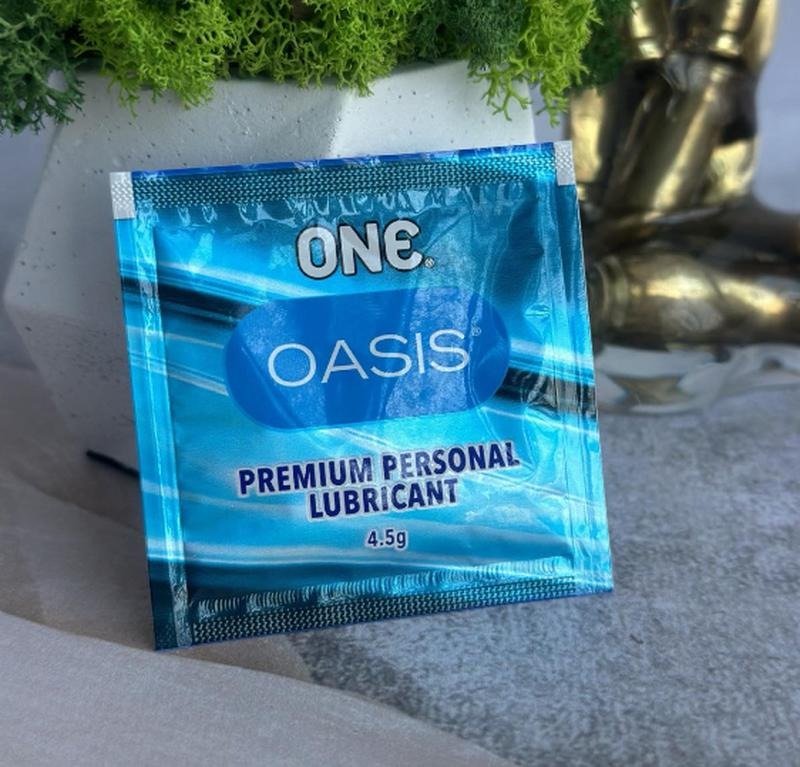 ONE®
OASIS®
PREMIUM PERSONAL
LUBRICANT
4.5g